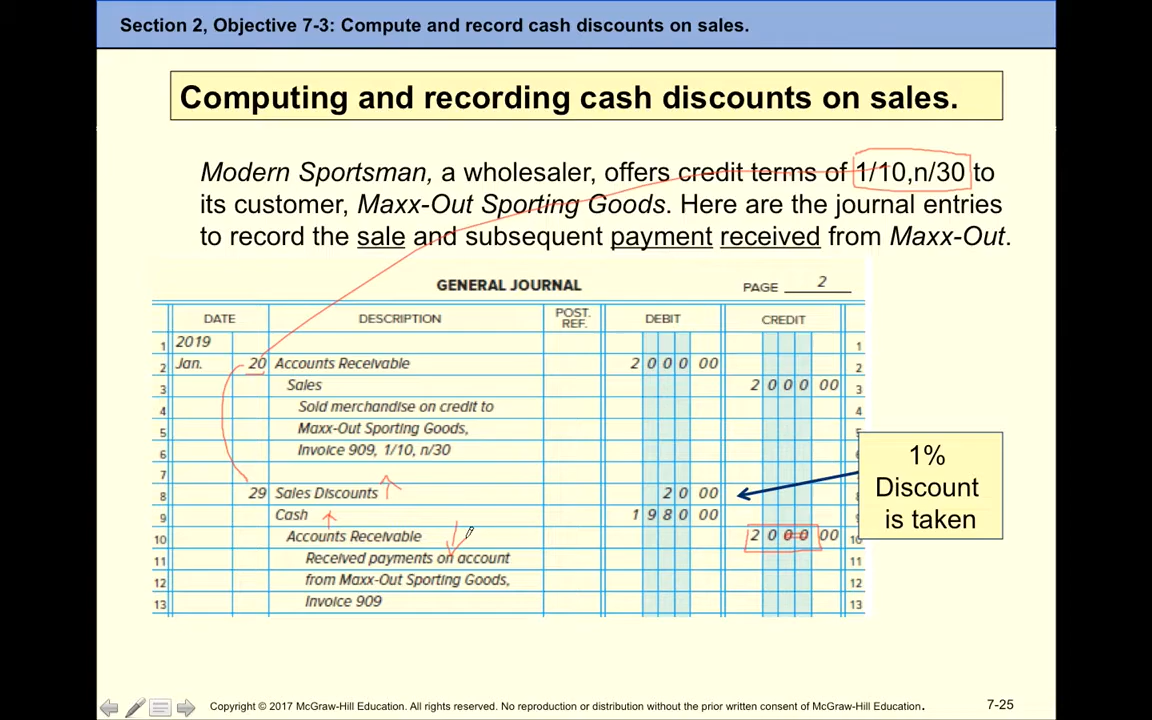 Section 2, Objective 7-3: Compute and record cash discounts on sales.
Computing and recording cash discounts on sales.
Modern Sportsman, a wholesaler, offers credit terms of 1/10,n/30 to
its customer, Maxx-Out Sporting Goods. Here are the journal entries
to record the sale and subsequent payment received from Maxx-Out.
GENERAL JOURNAL PAGE 2
DATE DESCRIPTION POST. REF. DEBIT CREDIT
1 2019 1
2 Jan. 20 Accounts Receivable 2 0 0 0 00 2
3 Sales 2 0 0 0 00 3
4 Sold merchandise on credit to 4
5 Maxx-Out Sporting Goods, 5
6 Invoice 909, 1/10, n/30 6
7
8 29 Sales Discounts 2 0 00 8
9 Cash 1 9 8 0 00
10 Accounts Receivable 2 0 0 0 00 10
11 Received payments on account 11
12 from Maxx-Out Sporting Goods, 12
13 Invoice 909 13
1%
Discount
is taken
Copyright © 2017 McGraw-Hill Education. All rights reserved. No reproduction or distribution without the prior written consent of McGraw-Hill Education.
7-25